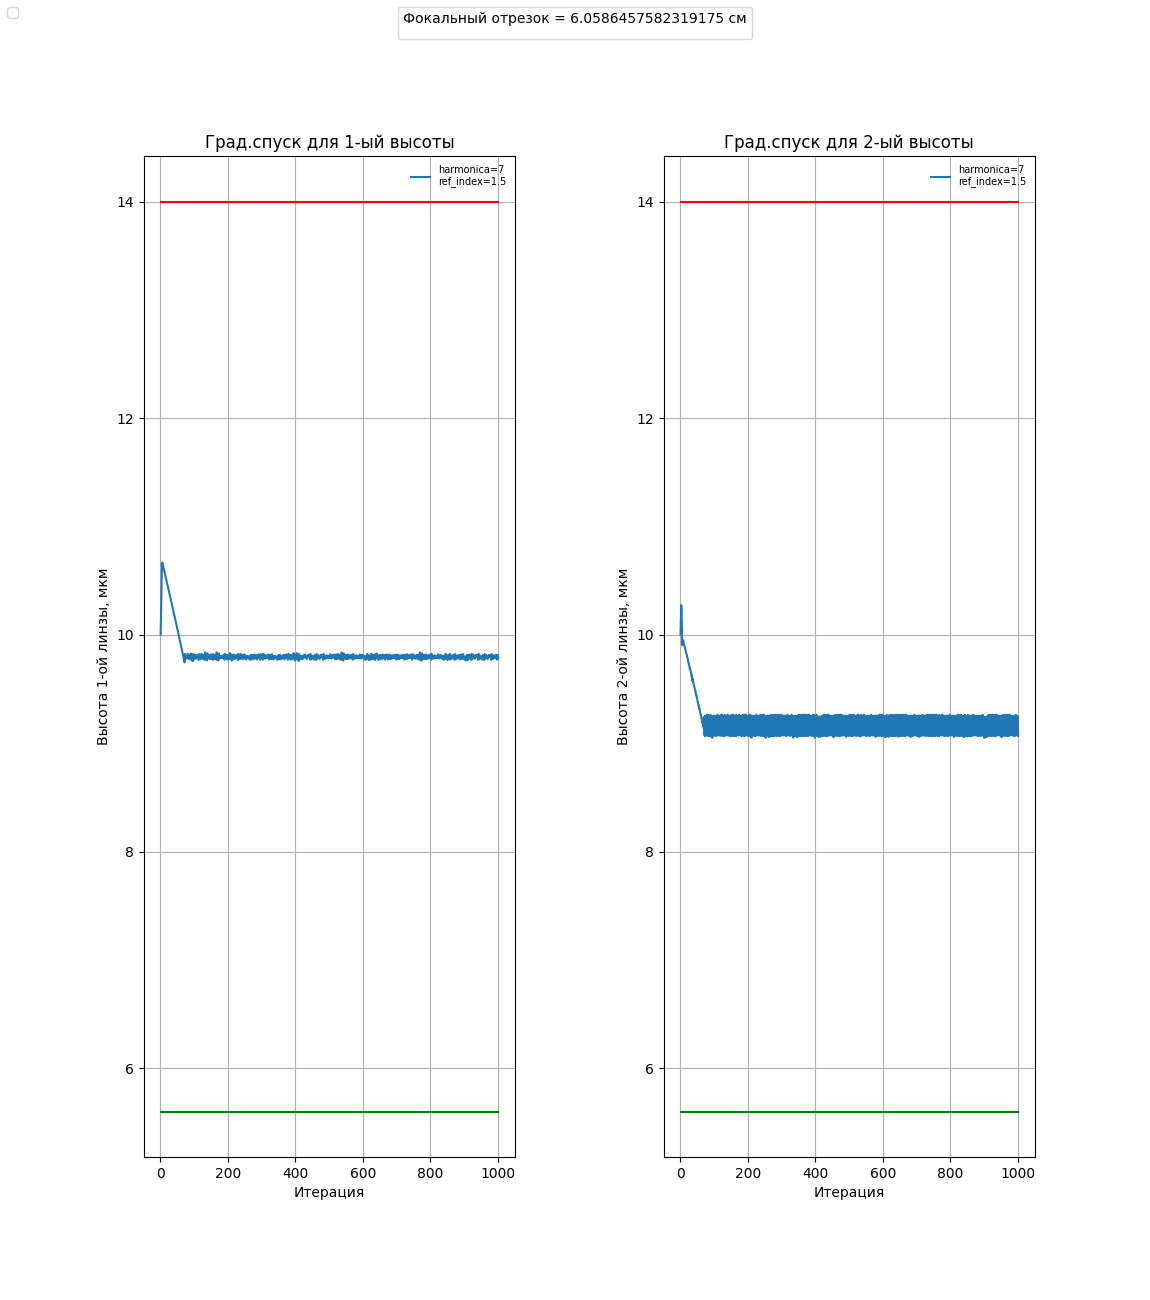 Фокальный отрезок = 6.0586457582319175 см
Град.спуск для 1-ый высоты
harmonica=7
ref_index=1.5
14
12
10
8
6
Высота 1-ой линзы, мкм
0 200 400 600 800 1000
Итерация
Град.спуск для 2-ый высоты
harmonica=7
ref_index=1.5
14
12
10
8
6
Высота 2-ой линзы, мкм
0 200 400 600 800 1000
Итерация